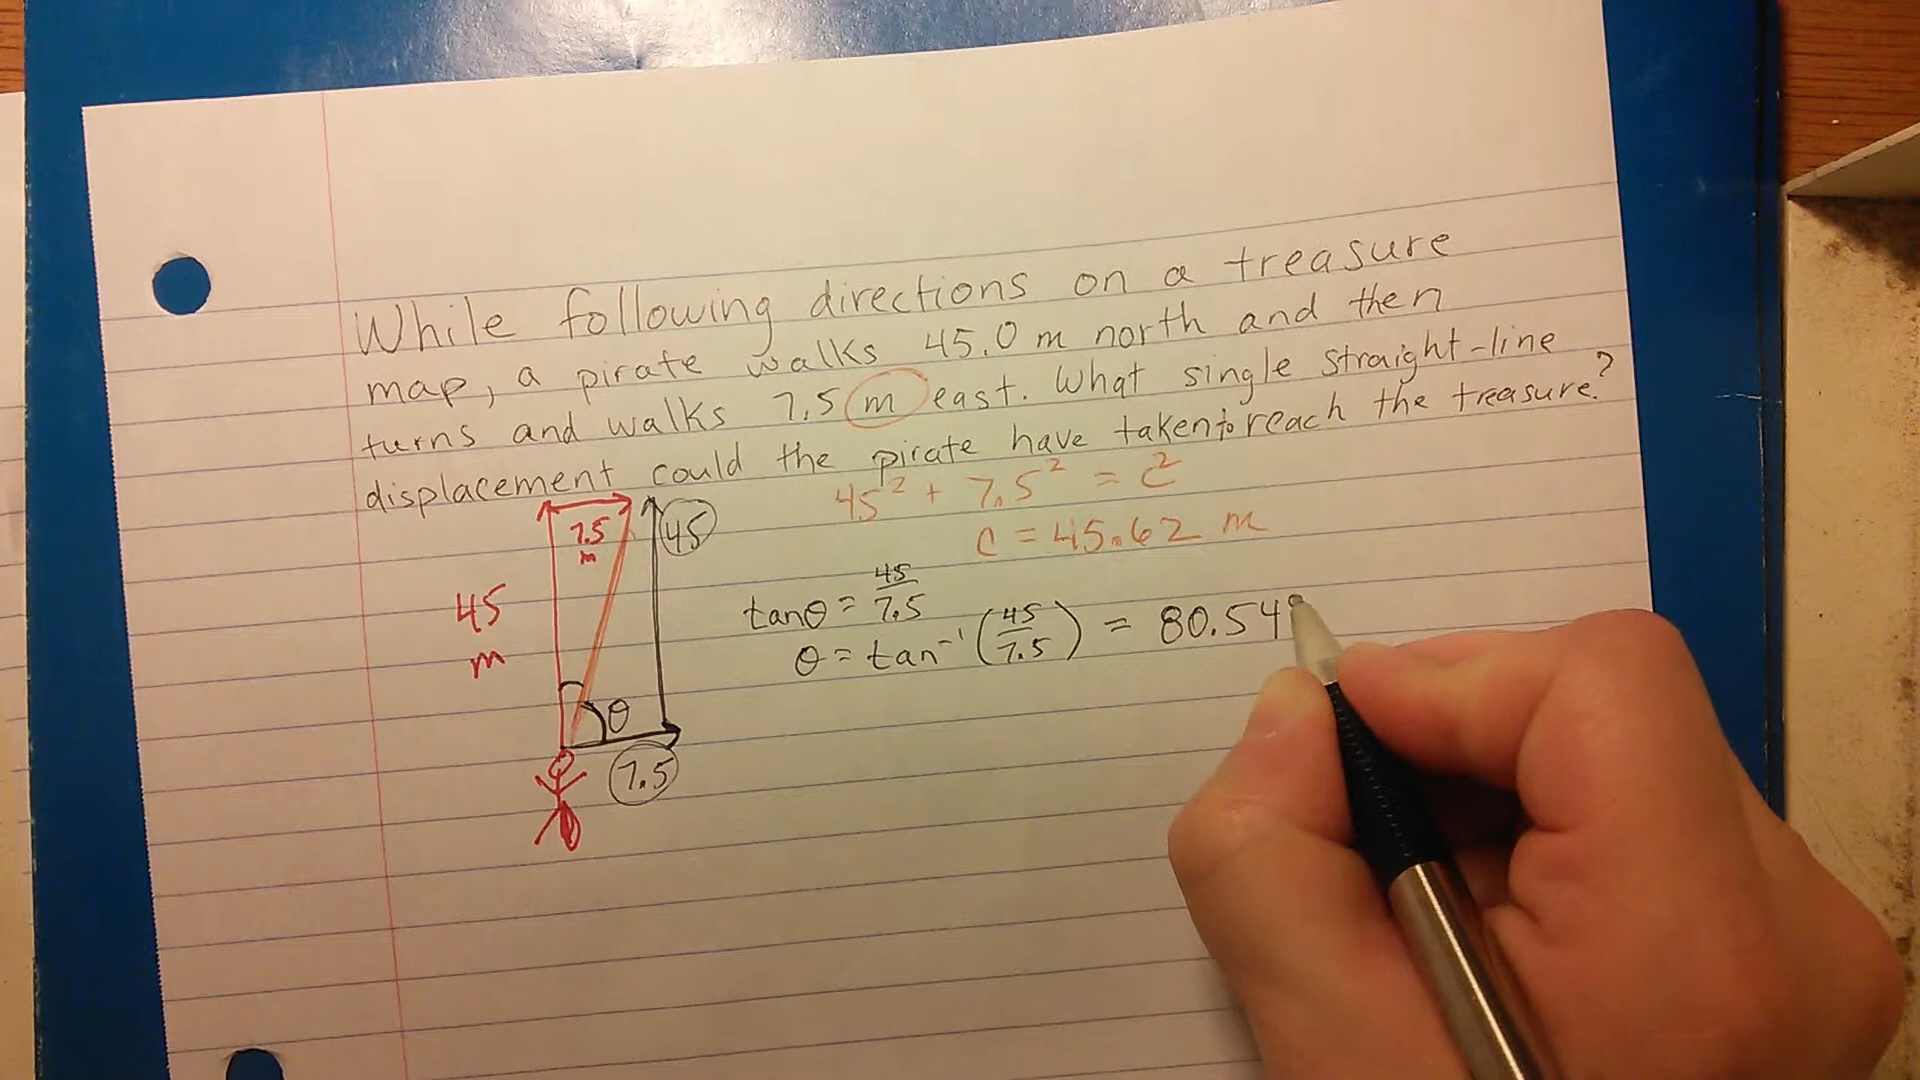 While following directions on a treasure
map, a pirate walks 45.0 m north and then
turns and walks 7.5 m east. What single straight-line
displacement could the pirate have taken to reach the treasure?
45² + 7.5² = c²
c = 45.62 m
7.5
m
45
45
m
θ
7.5
tanθ = 45/7.5
θ = tan⁻¹(45/7.5) = 80.54